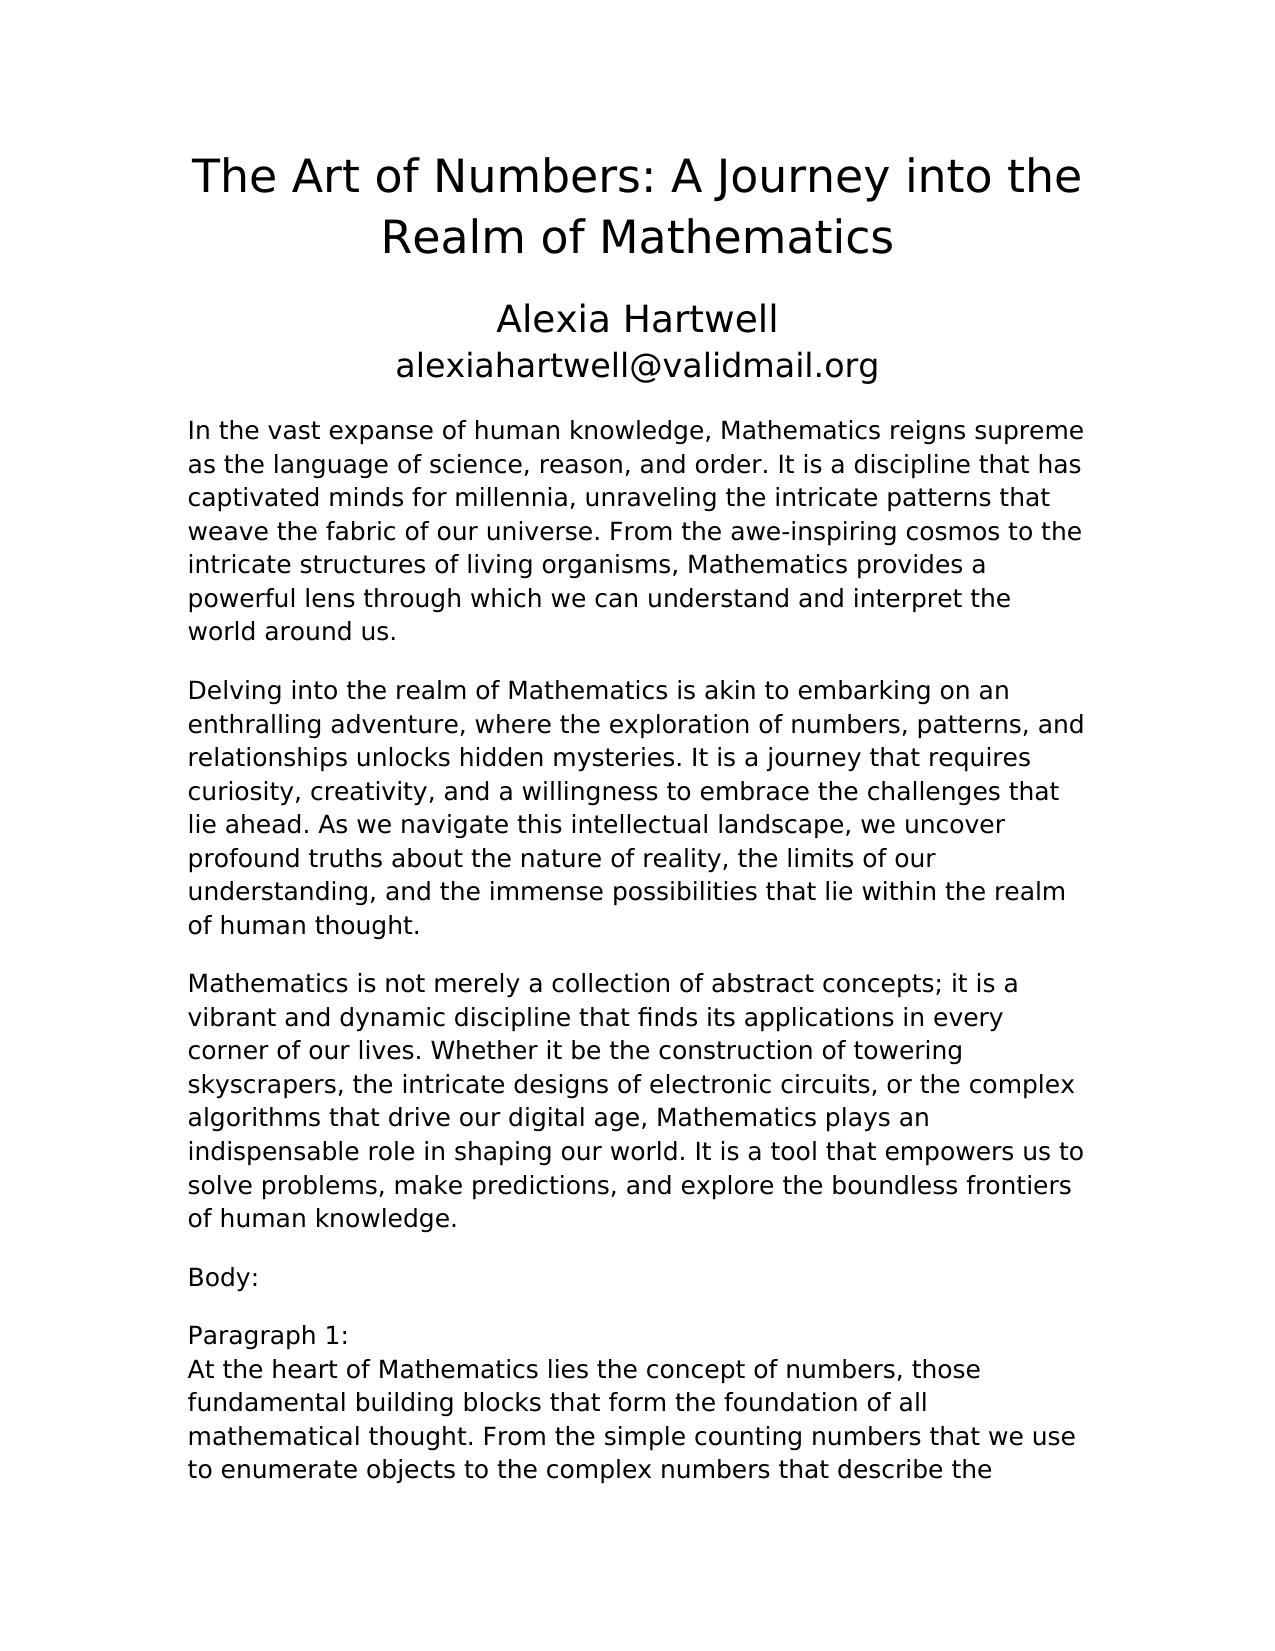 The Art of Numbers: A Journey into the
Realm of Mathematics
Alexia Hartwell
alexiahartwell@validmail.org
In the vast expanse of human knowledge, Mathematics reigns supreme
as the language of science, reason, and order. It is a discipline that has
captivated minds for millennia, unraveling the intricate patterns that
weave the fabric of our universe. From the awe-inspiring cosmos to the
intricate structures of living organisms, Mathematics provides a
powerful lens through which we can understand and interpret the
world around us.
Delving into the realm of Mathematics is akin to embarking on an
enthralling adventure, where the exploration of numbers, patterns, and
relationships unlocks hidden mysteries. It is a journey that requires
curiosity, creativity, and a willingness to embrace the challenges that
lie ahead. As we navigate this intellectual landscape, we uncover
profound truths about the nature of reality, the limits of our
understanding, and the immense possibilities that lie within the realm
of human thought.
Mathematics is not merely a collection of abstract concepts; it is a
vibrant and dynamic discipline that finds its applications in every
corner of our lives. Whether it be the construction of towering
skyscrapers, the intricate designs of electronic circuits, or the complex
algorithms that drive our digital age, Mathematics plays an
indispensable role in shaping our world. It is a tool that empowers us to
solve problems, make predictions, and explore the boundless frontiers
of human knowledge.
Body:
Paragraph 1:
At the heart of Mathematics lies the concept of numbers, those
fundamental building blocks that form the foundation of all
mathematical thought. From the simple counting numbers that we use
to enumerate objects to the complex numbers that describe the